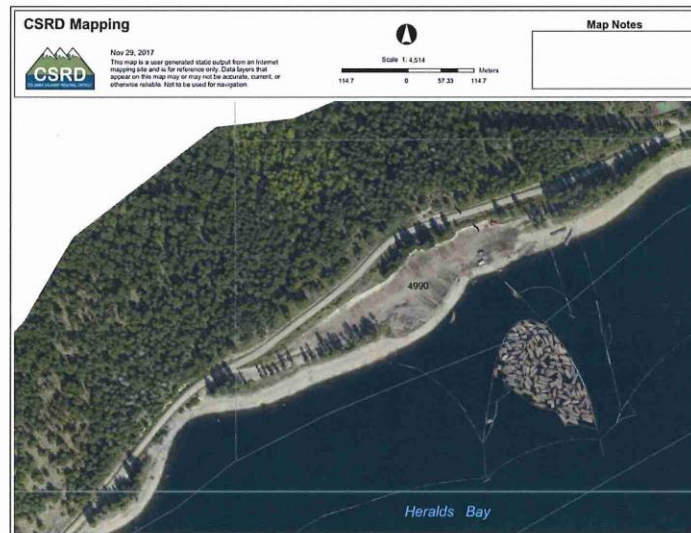 CSRD Mapping
Nov 29, 2017
This map is a user generated static output from an Internet
mapping site and is for reference only. Data layers that
appear on this map may or may not be accurate, current, or
otherwise reliable. Not to be used for navigation.
CSRD
COLUMBIA SHUSWAP REGIONAL DISTRICT
Scale 1: 4,514
Meters
114.7 0 57.33 114.7
Map Notes
4990
Heralds Bay